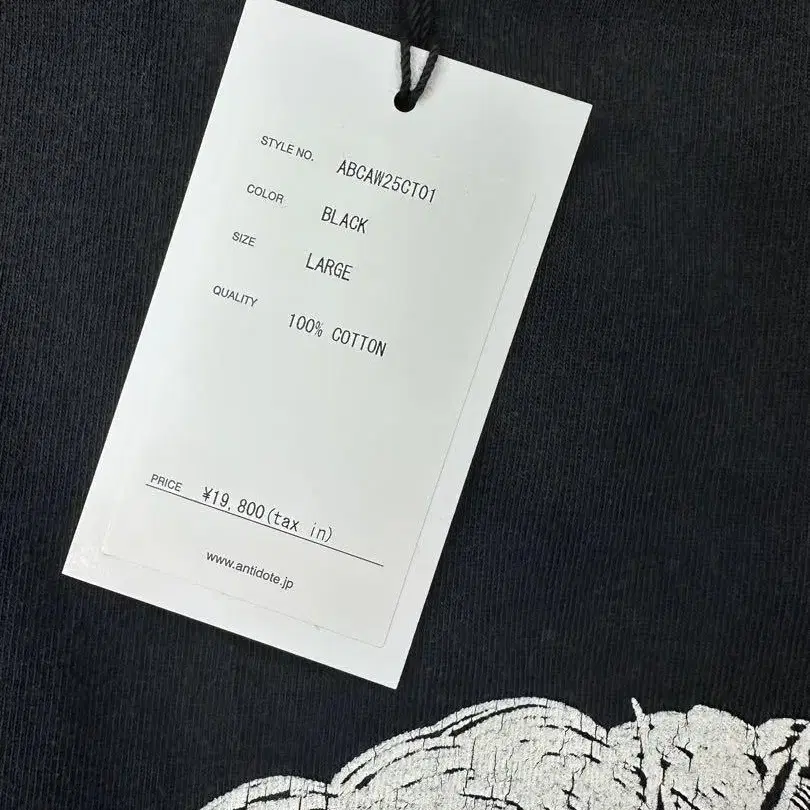 STYLE NO. ABCAW25CT01
COLOR BLACK
SIZE LARGE
QUALITY 100% COTTON
PRICE ¥19,800(tax in)
www.antidote.jp